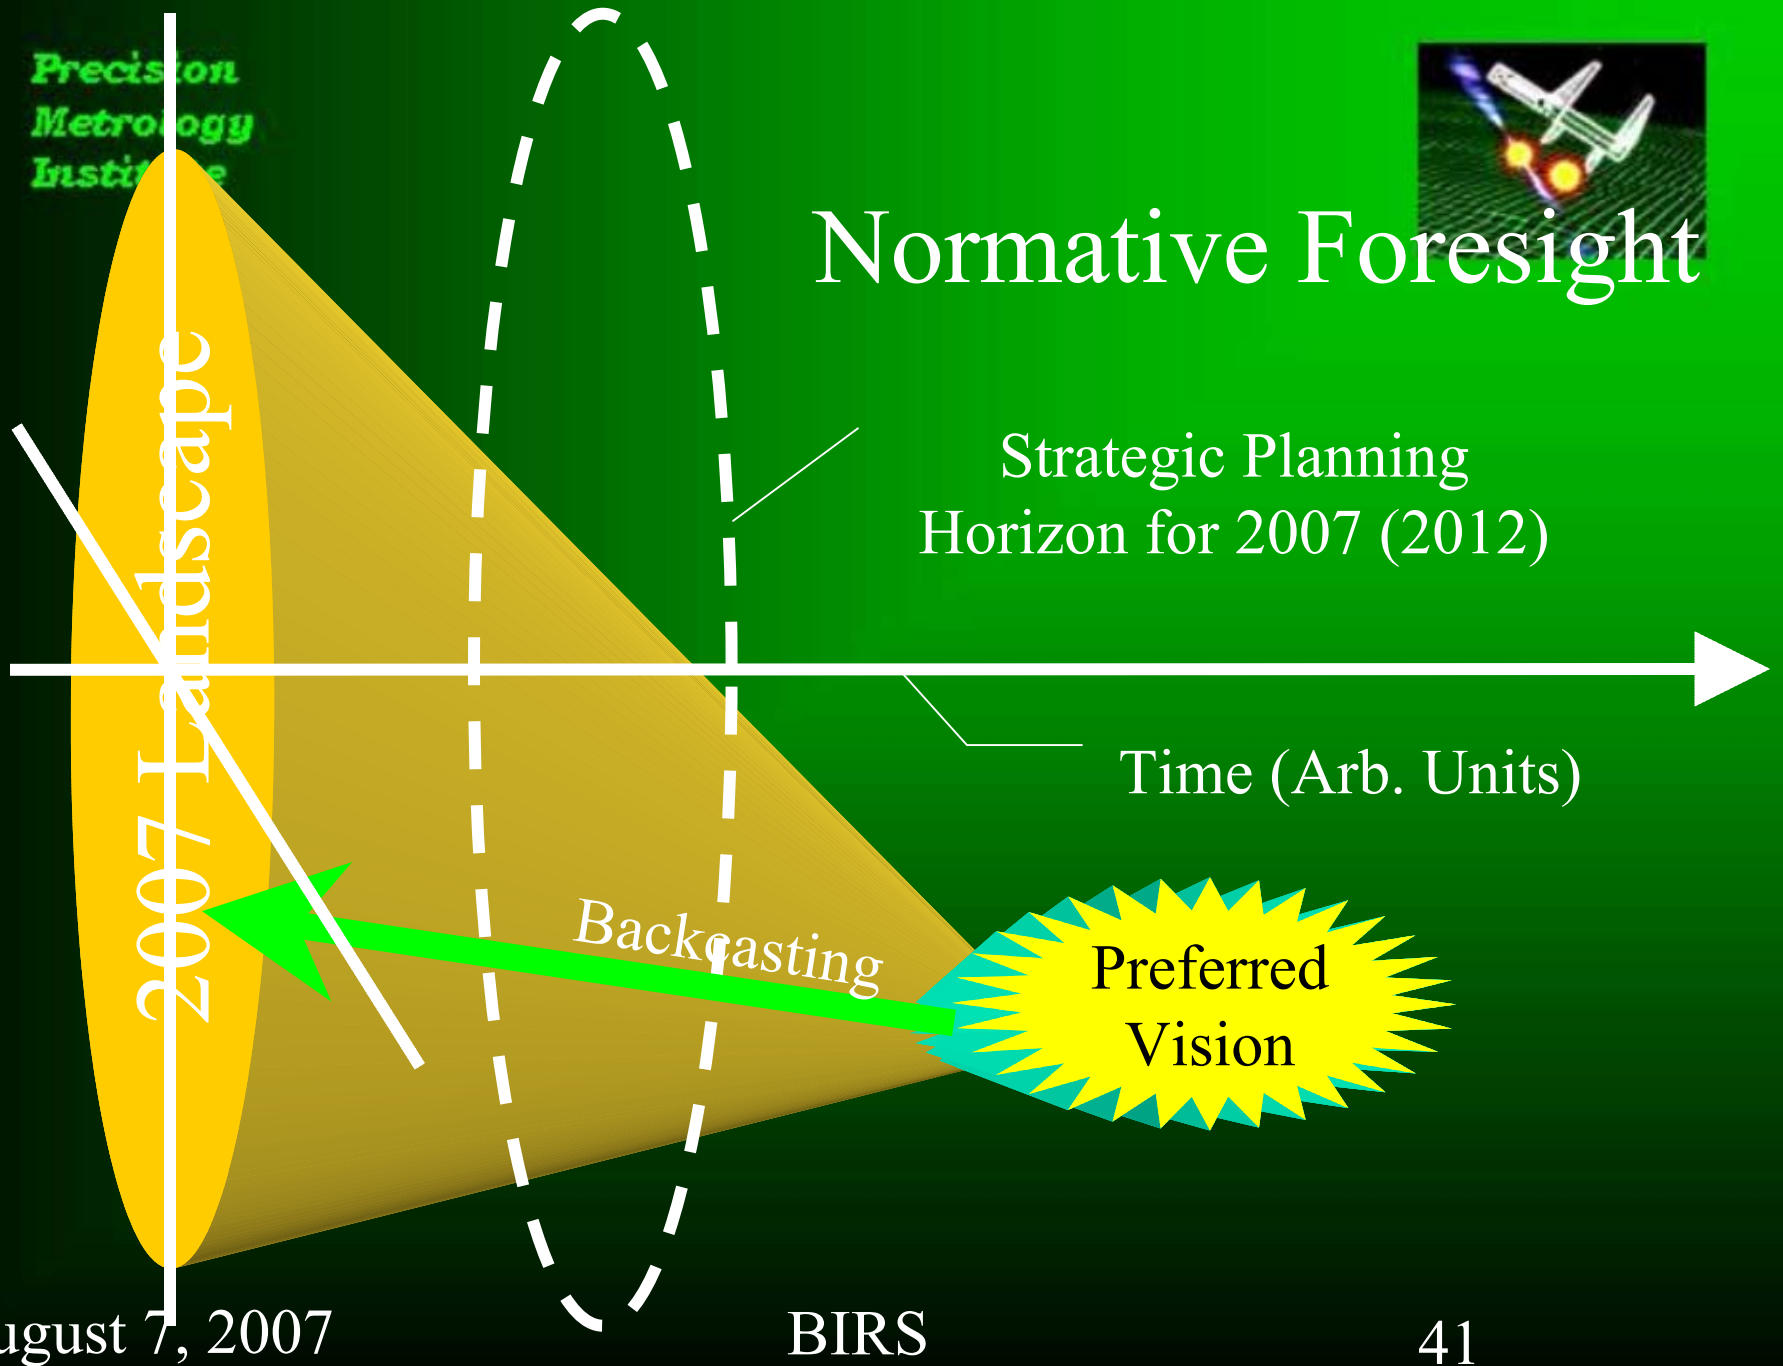 Precision
Metrology
Institute
Normative Foresight
Strategic Planning
Horizon for 2007 (2012)
2007 Landscape
Time (Arb. Units)
Backcasting
Preferred
Vision
ugust 7, 2007
BIRS
41